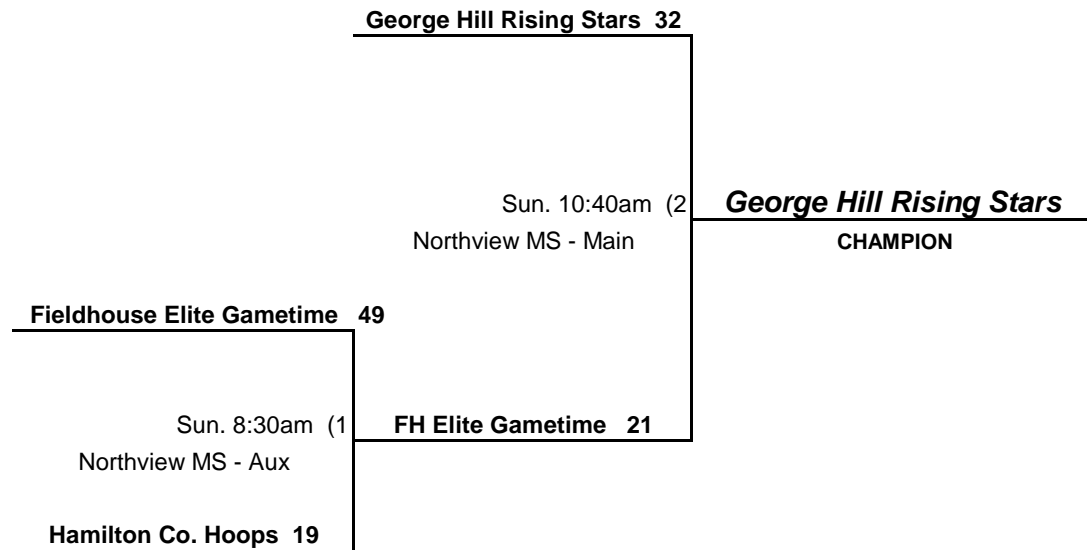 George Hill Rising Stars 32
Sun. 10:40am (2
George Hill Rising Stars
Northview MS - Main
CHAMPION
Fieldhouse Elite Gametime 49
Sun. 8:30am (1
FH Elite Gametime 21
Northview MS - Aux
Hamilton Co. Hoops 19